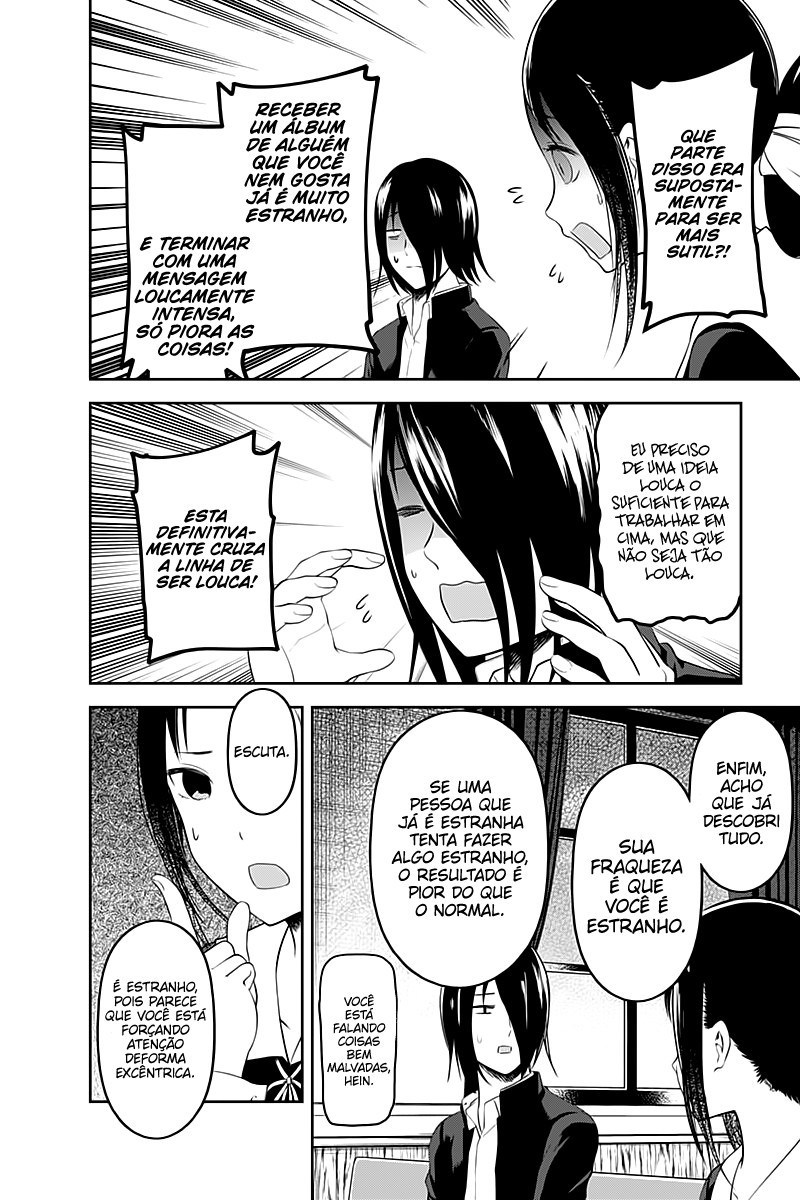 QUE
PARTE
DISSO ERA
SUPOSTA-
MENTE
PARA SER
MAIS
SUTIL?!
RECEBER
UM ÁLBUM
DE ALGUÉM
QUE VOCÊ
NEM GOSTA
JÁ É MUITO
ESTRANHO,
E TERMINAR
COM UMA
MENSAGEM
LOUCAMENTE
INTENSA,
SÓ PIORA AS
COISAS!
EU PRECISO
DE UMA IDEIA
LOUCA O
SUFICIENTE PARA
TRABALHAR EM
CIMA, MAS QUE
NÃO SEJA TÃO
LOUCA.
ESTA
DEFINITIVA-
MENTE CRUZA
A LINHA DE
SER LOUCA!
ENFIM,
ACHO
QUE JÁ
DESCOBRI
TUDO.
SUA
FRAQUEZA
É QUE
VOCÊ É
ESTRANHO.
SE UMA
PESSOA QUE
JÁ É ESTRANHA
TENTA FAZER
ALGO ESTRANHO,
O RESULTADO É
PIOR DO QUE
O NORMAL.
VOCÊ
ESTÁ
FALANDO
COISAS
BEM
MALVADAS,
HEIN.
ESCUTA.
É ESTRANHO,
POIS PARECE
QUE VOCÊ ESTÁ
FORÇANDO
ATENÇÃO
DEFORMA
EXCÊNTRICA.